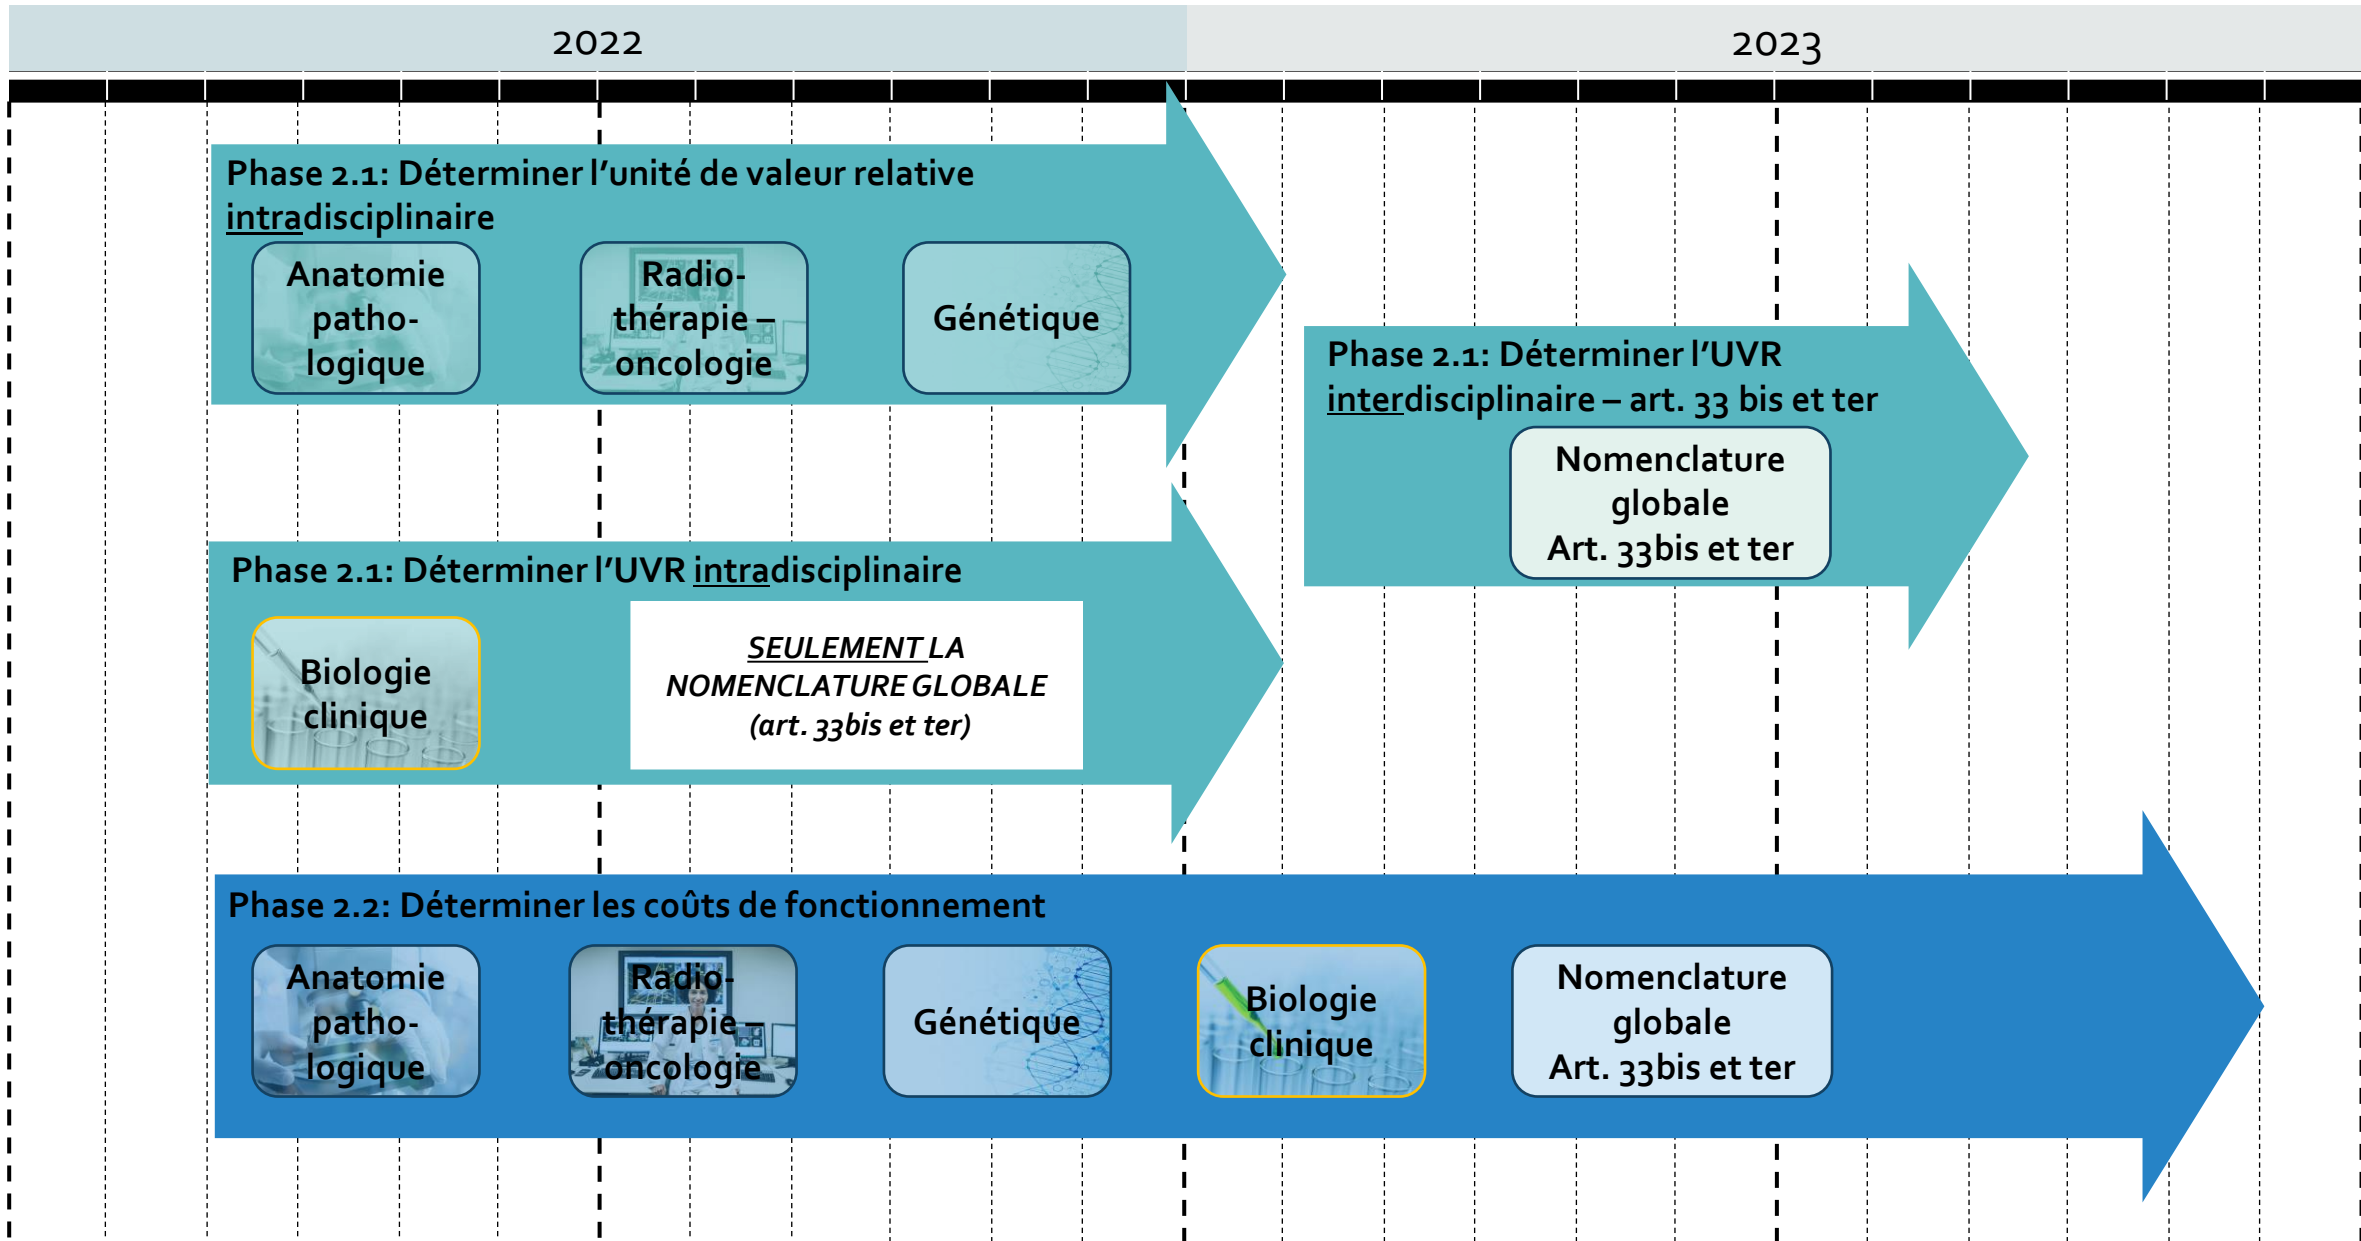 2022
2023
Phase 2.1: Déterminer l’unité de valeur relative
intradisciplinaire
Anatomie
patho-
logique
Radio-
thérapie –
oncologie
Génétique
Phase 2.1: Déterminer l’UVR
interdisciplinaire – art. 33 bis et ter
Nomenclature
globale
Art. 33bis et ter
Phase 2.1: Déterminer l’UVR intradisciplinaire
Biologie
clinique
SEULEMENT LA
NOMENCLATURE GLOBALE
(art. 33bis et ter)
Phase 2.2: Déterminer les coûts de fonctionnement
Anatomie
patho-
logique
Radio-
thérapie
oncologie
Génétique
Biologie
clinique
Nomenclature
globale
Art. 33bis et ter